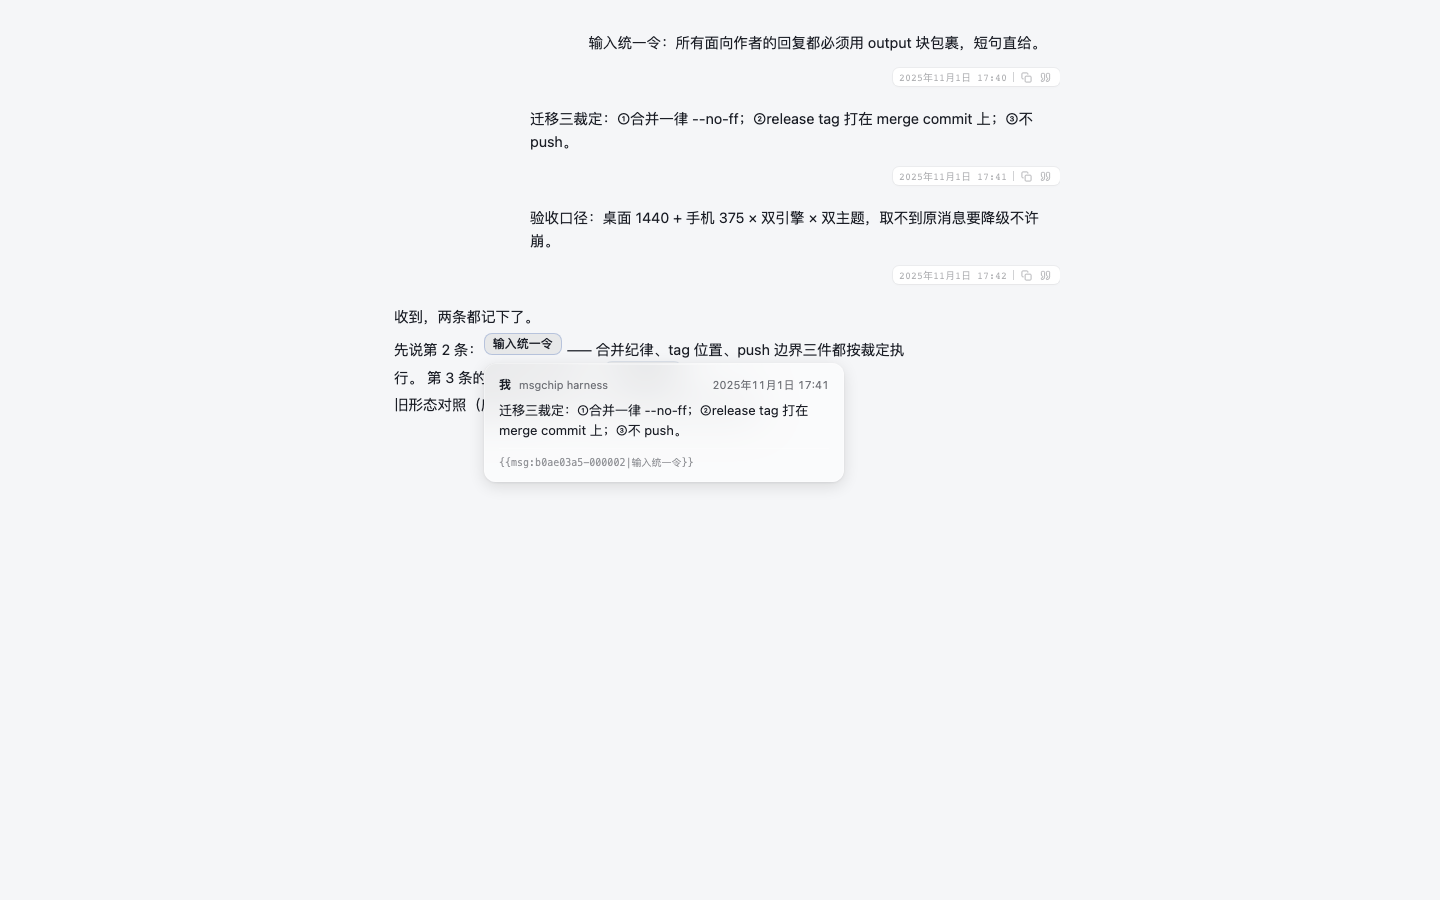 输入统一令：所有面向作者的回复都必须用 output 块包裹，短句直给。
2025年11月1日 17:40
迁移三裁定：①合并一律 --no-ff；②release tag 打在 merge commit 上；③不
push。
2025年11月1日 17:41
验收口径：桌面 1440 + 手机 375 × 双引擎 × 双主题，取不到原消息要降级不许
崩。
2025年11月1日 17:42
收到，两条都记下了。
先说第 2 条： 输入统一令 —— 合并纪律、tag 位置、push 边界三件都按裁定执
行。 第 3 条的
旧形态对照（
我 msgchip harness 2025年11月1日 17:41
迁移三裁定：①合并一律 --no-ff；②release tag 打在
merge commit 上；③不 push。
{{msg:b0ae03a5-000002|输入统一令}}